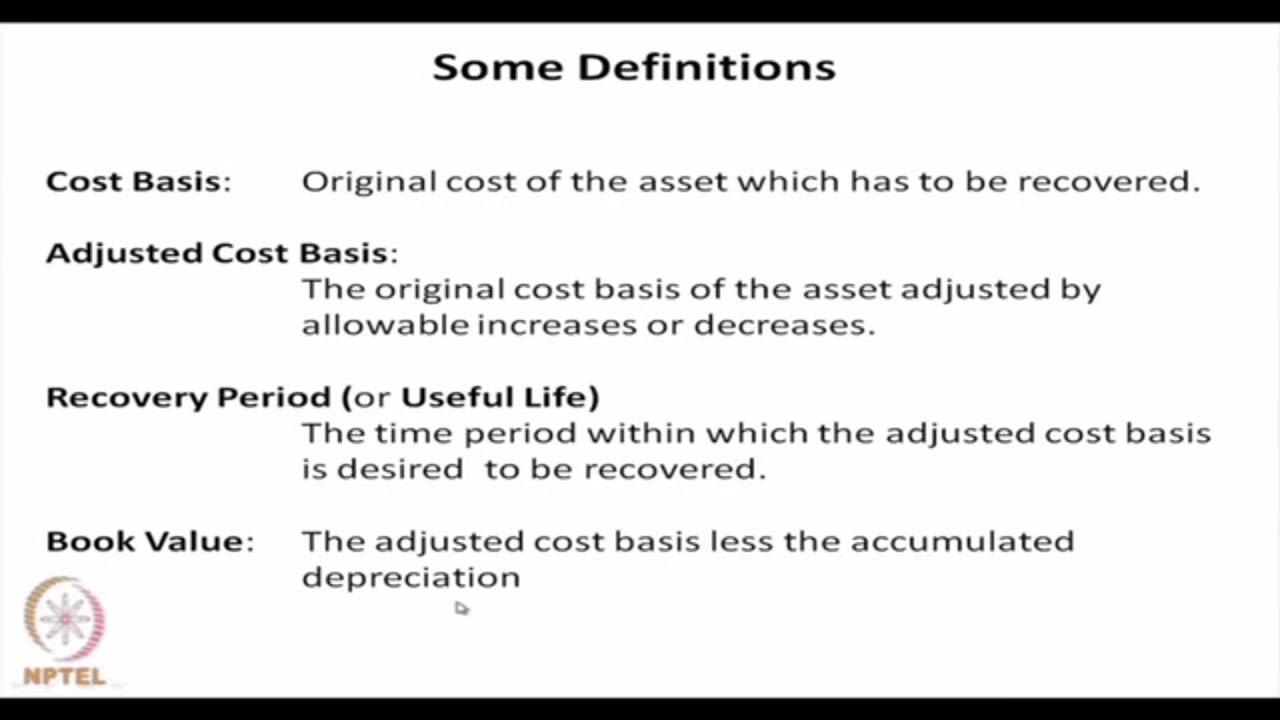 Some Definitions
Cost Basis: Original cost of the asset which has to be recovered.
Adjusted Cost Basis:
The original cost basis of the asset adjusted by
allowable increases or decreases.
Recovery Period (or Useful Life)
The time period within which the adjusted cost basis
is desired to be recovered.
Book Value: The adjusted cost basis less the accumulated
depreciation
NPTEL